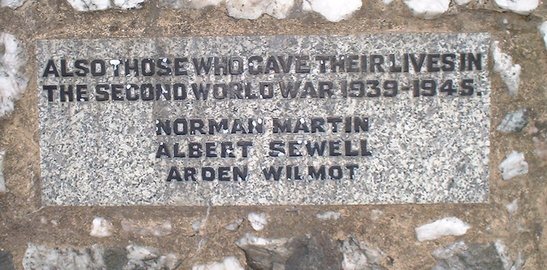 ALSO THOSE WHO GAVE THEIR LIVES IN
THE SECOND WORLD WAR 1939-1945.
NORMAN MARTIN
ALBERT SEWELL
ARDEN WILMOT